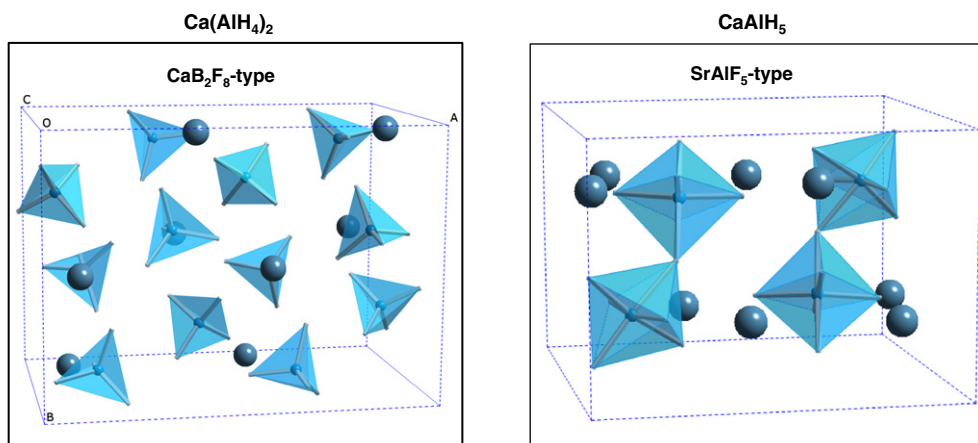 Ca(AlH₄)₂
CaB₂F₈-type
C
O
A
B
CaAlH₅
SrAlF₅-type